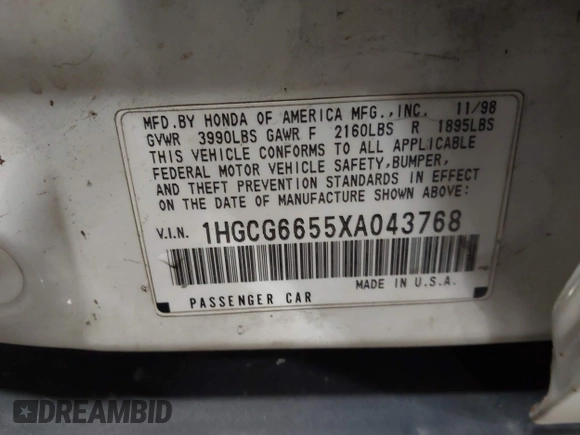 MFD.BY HONDA OF AMERICA MFG.,INC. 11/98
GVWR 3990LBS GAWR F 2160LBS R 1895LBS
THIS VEHICLE CONFORMS TO ALL APPLICABLE
FEDERAL MOTOR VEHICLE SAFETY,BUMPER,
AND THEFT PREVENTION STANDARDS IN EFFECT
ON THE DATE OF MANUFACTURE SHOWN ABOVE:
V.I.N. 1HGCG6655XA043768
PASSENGER CAR MADE IN U.S.A.
DREAMBID